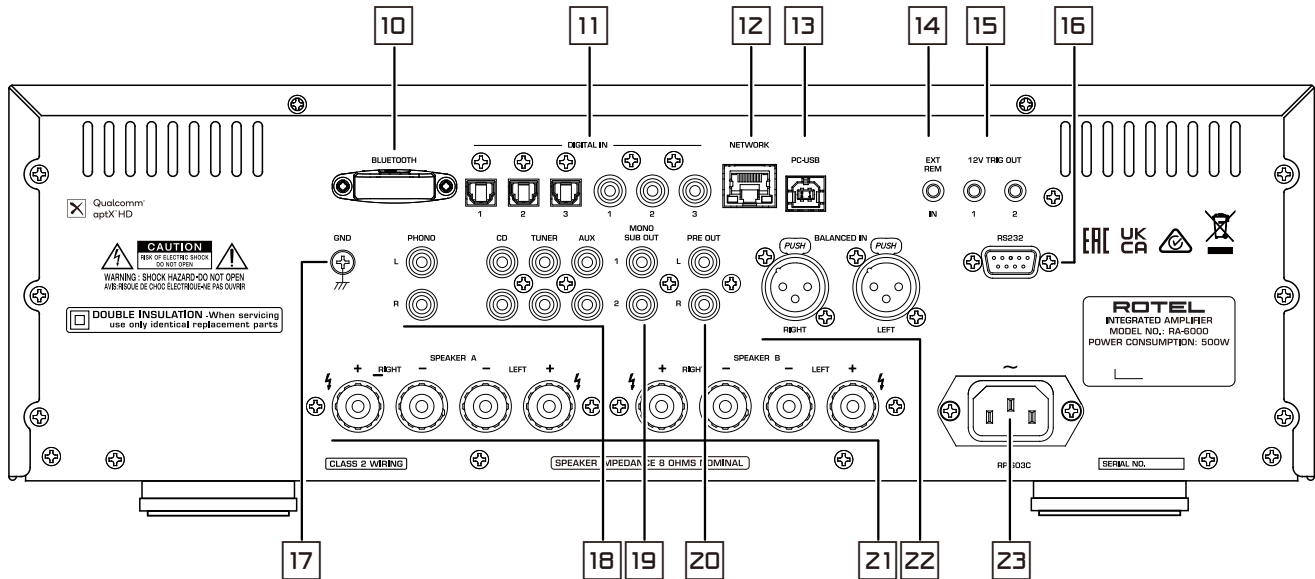 10 11 12 13 14 15 16
BLUETOOTH
DIGITAL IN
NETWORK
PC-USB
EXT
REM
12V TRIG OUT
Qualcomm
aptX HD
1 2 3 1 2 3
IN 1 2
GND
PHONO
CD
TUNER
AUX
MONO
SUB OUT
PRE OUT
PUSH
BALANCED IN
PUSH
RS232
L
1
L
EAC UK
CA
CAUTION
RISK OF ELECTRIC SHOCK
DO NOT OPEN
WARNING : SHOCK HAZARD•DO NOT OPEN
AVIS:RISQUE DE CHOC ÉLECTRIQUE•NE PAS OUVRIR
R
2
R
DOUBLE INSULATION -When servicing
use only identical replacement parts
RIGHT
LEFT
ROTEL
INTEGRATED AMPLIFIER
MODEL NO.: RA-6000
POWER CONSUMPTION: 500W
SPEAKER A
+ RIGHT − − LEFT +
SPEAKER B
+ RIGHT − − LEFT +
~
CLASS 2 WIRING
SPEAKER IMPEDANCE 8 OHMS NOMINAL
SERIAL NO.
17 18 19 20 21 22 23